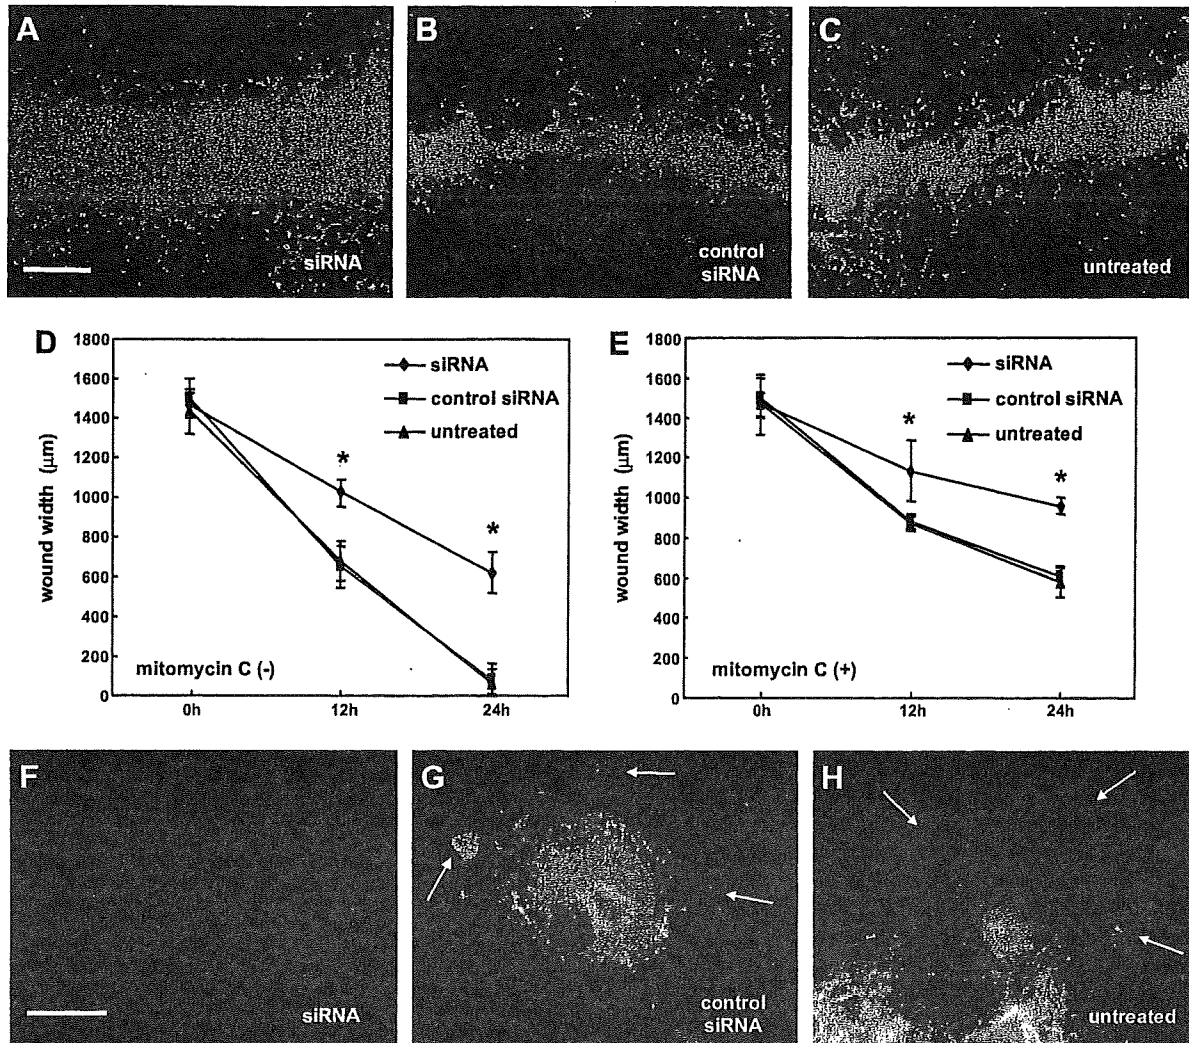 A
siRNA
B
control
siRNA
C
untreated
D
1800
1600
1400
1200
1000
800
600
400
200
0
wound width (μm)
siRNA
control siRNA
untreated
*
*
mitomycin C (-)
0h
12h
24h
E
1800
1600
1400
1200
1000
800
600
400
200
0
wound width (μm)
siRNA
control siRNA
untreated
*
*
mitomycin C (+)
0h
12h
24h
F
siRNA
G
control
siRNA
H
untreated